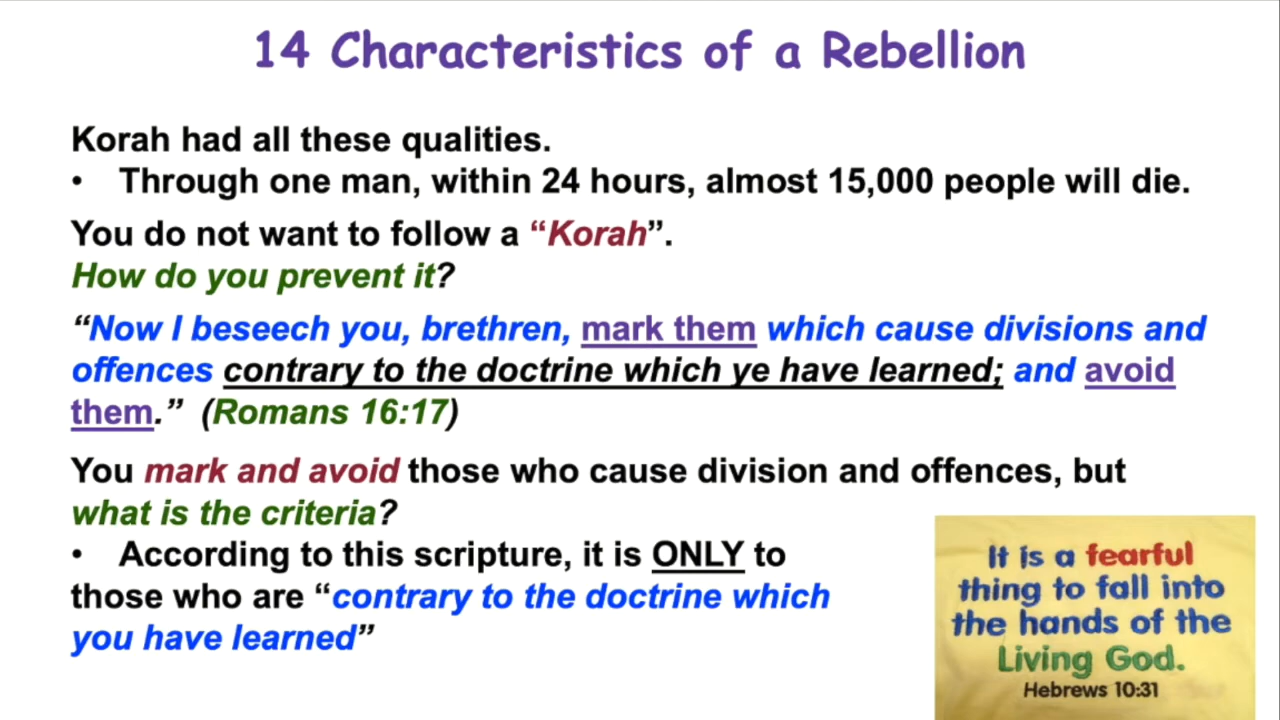 14 Characteristics of a Rebellion
Korah had all these qualities.
• Through one man, within 24 hours, almost 15,000 people will die.
You do not want to follow a “Korah”.
How do you prevent it?
“Now I beseech you, brethren, mark them which cause divisions and
offences contrary to the doctrine which ye have learned; and avoid
them.” (Romans 16:17)
You mark and avoid those who cause division and offences, but
what is the criteria?
• According to this scripture, it is ONLY to
those who are “contrary to the doctrine which
you have learned”
It is a fearful
thing to fall into
the hands of the
Living God.
Hebrews 10:31